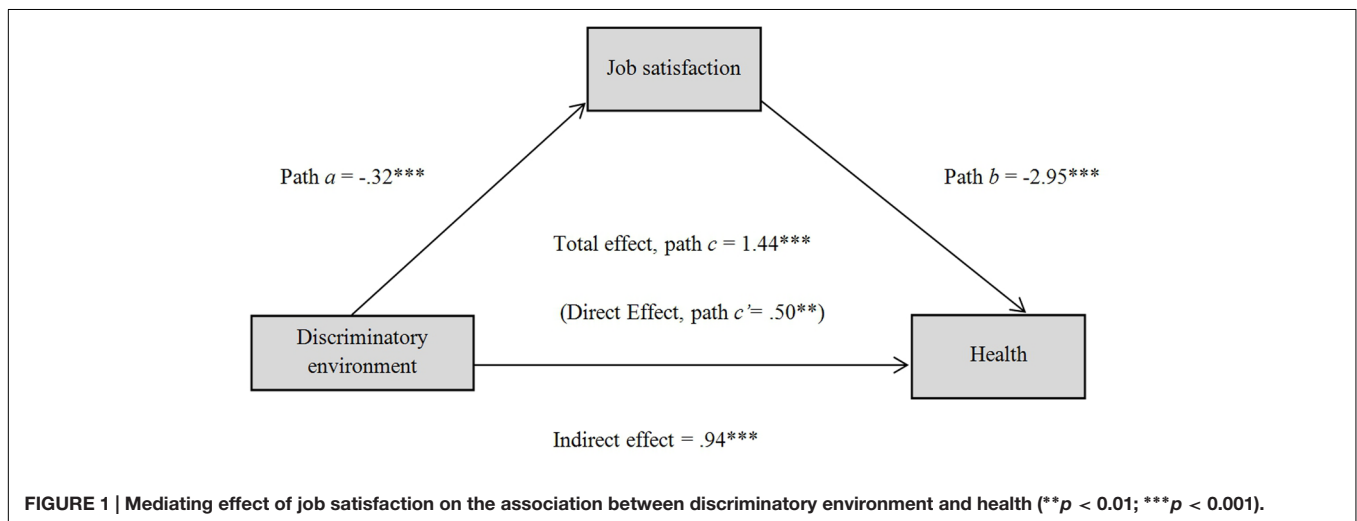 Job satisfaction
Path a = -.32***
Path b = -2.95***
Total effect, path c = 1.44***
(Direct Effect, path c’= .50**)
Discriminatory
environment
Health
Indirect effect = .94***
FIGURE 1 | Mediating effect of job satisfaction on the association between discriminatory environment and health (**p < 0.01; ***p < 0.001).